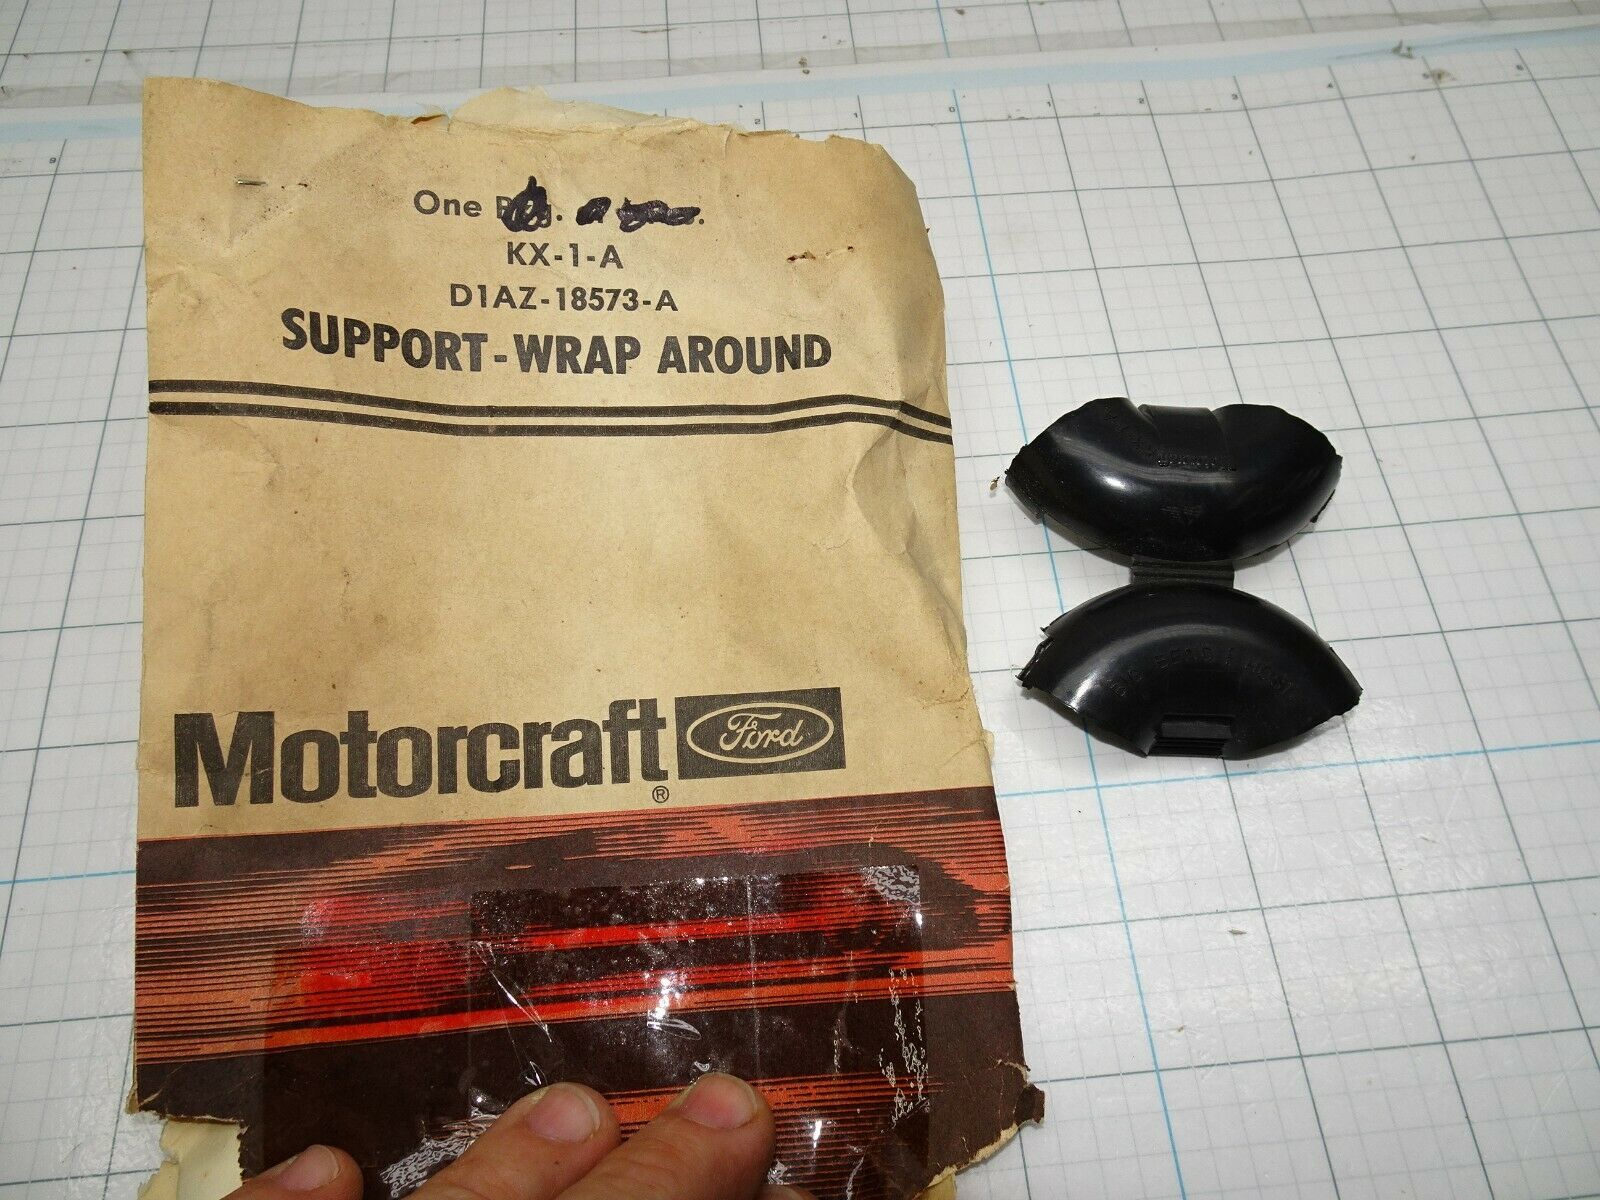 One
KX-1-A
D1AZ-18573-A
SUPPORT-WRAP AROUND
Motorcraft Ford
®